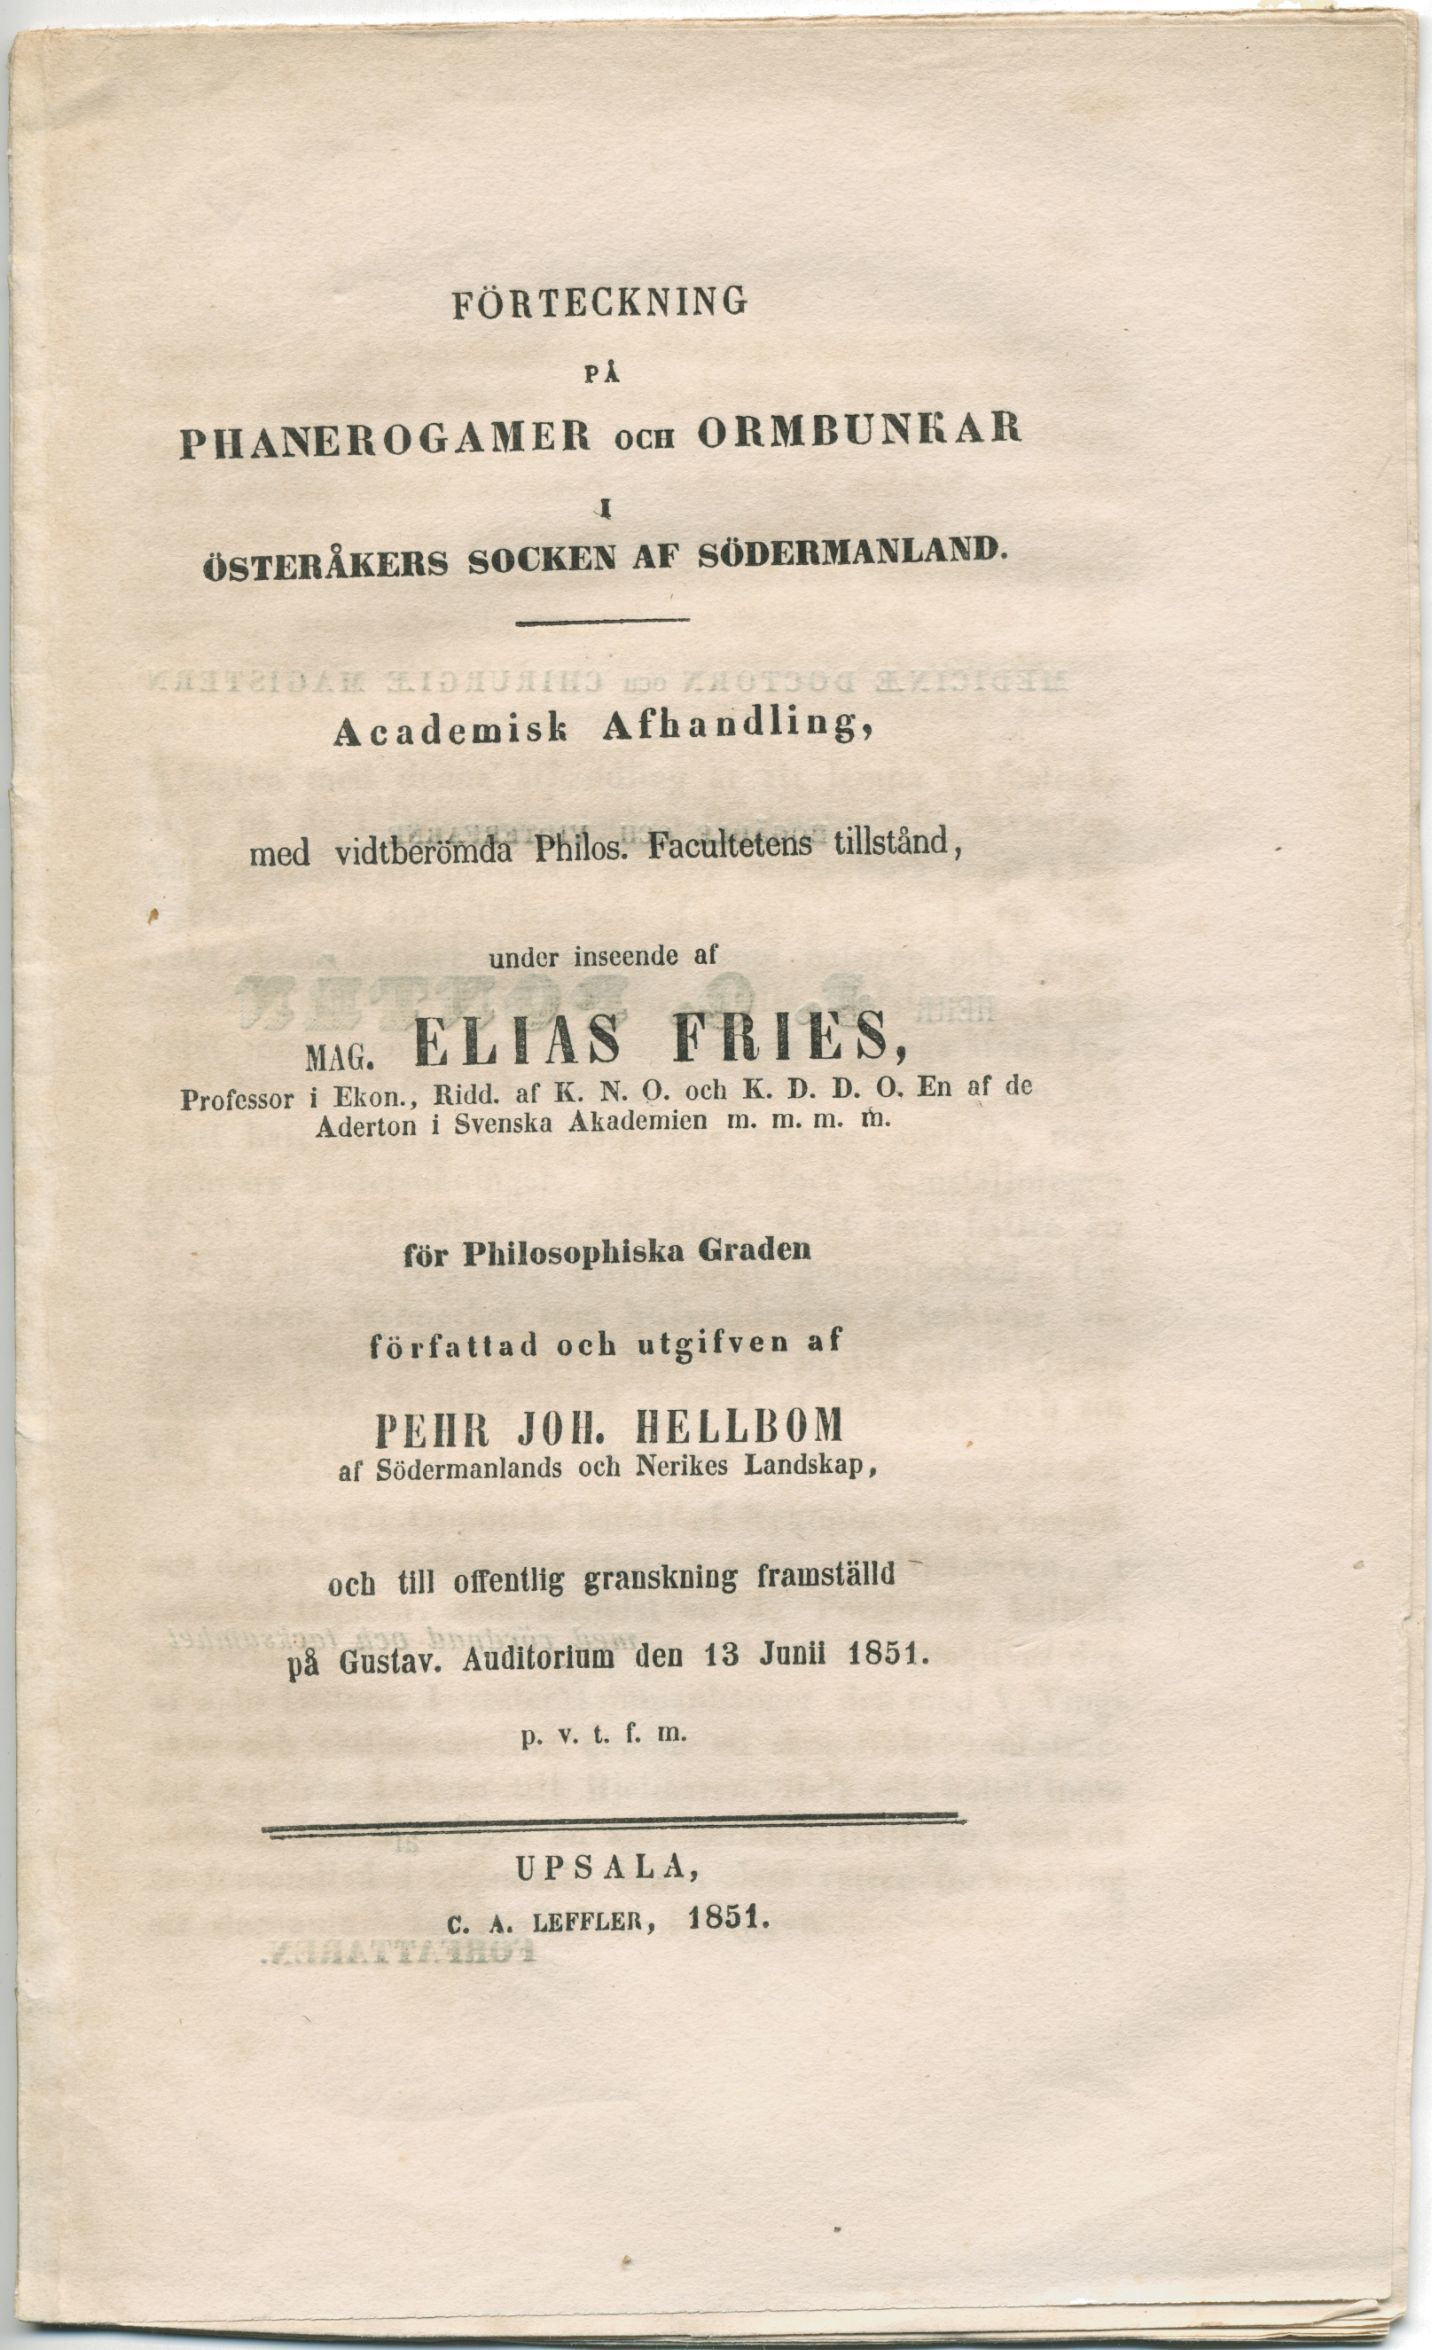 FÖRTECKNING
PÅ
PHANEROGAMER OCH ORMBUNKAR
I
ÖSTERÅKERS SOCKEN AF SÖDERMANLAND.
Academisk Afhandling,
med vidtberömda Philos. Facultetens tillstånd,
under inseende af
MAG. ELIAS FRIES,
Professor i Ekon., Ridd. af K. N. O. och K. D. D. O. En af de
Aderton i Svenska Akademien m. m. m. m.
för Philosophiska Graden
författad och utgifven af
PEHR JOH. HELLBOM
af Södermanlands och Nerikes Landskap,
och till offentlig granskning framställd
på Gustav. Auditorium den 13 Junii 1851.
p. v. t. f. m.
UPSALA,
C. A. LEFFLER, 1851.